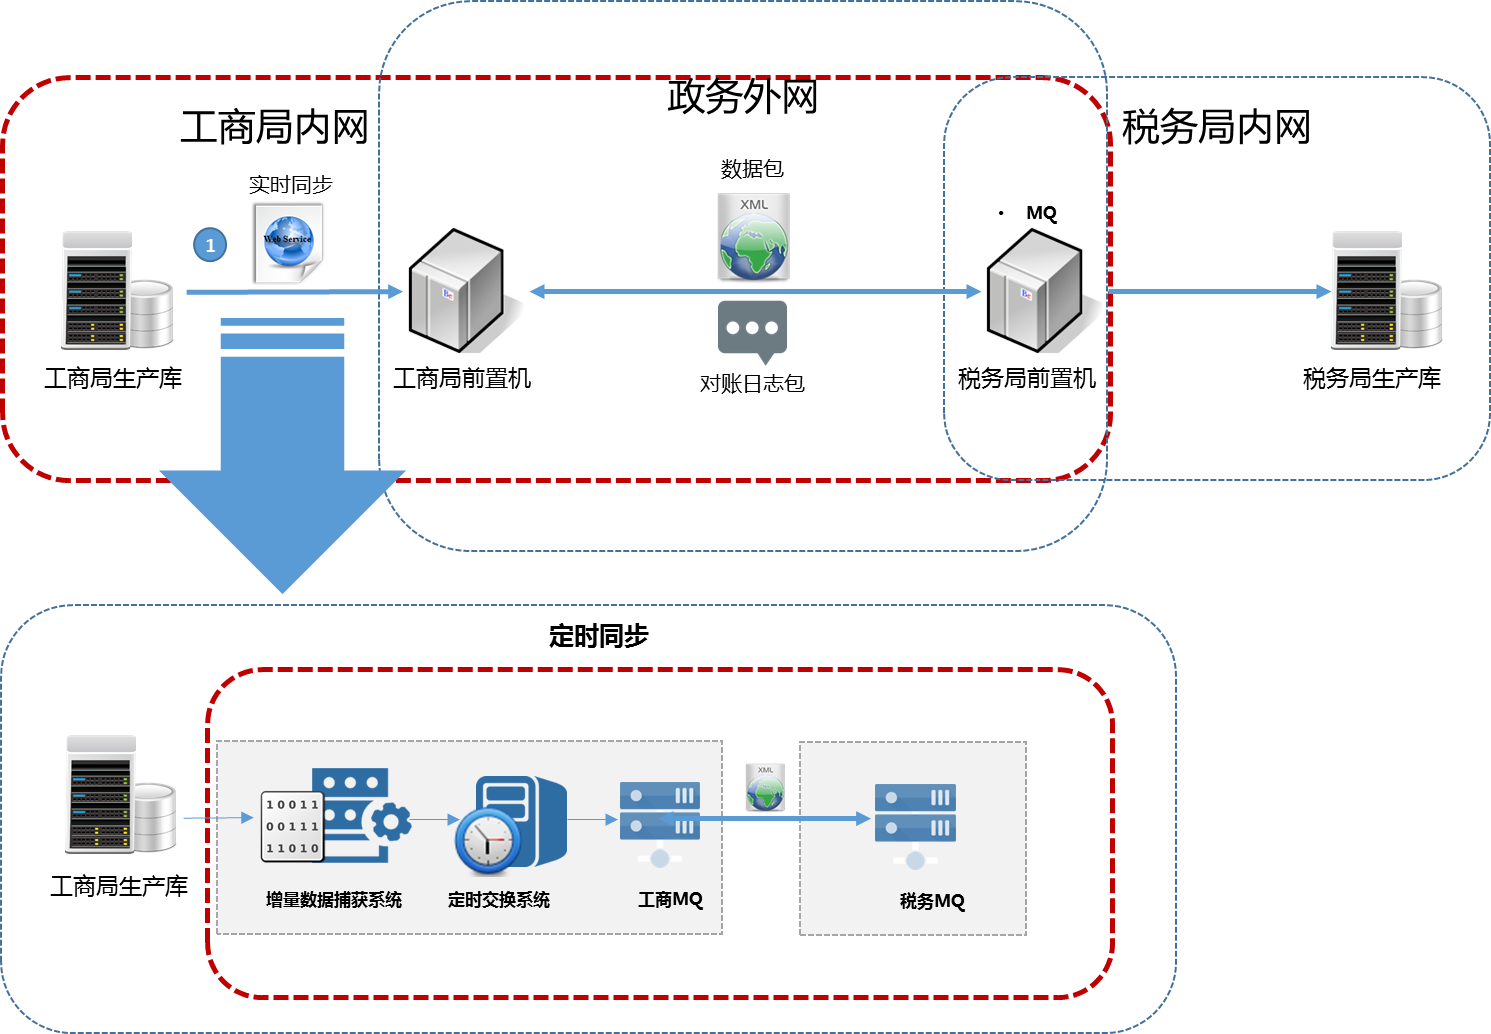 政务外网
工商局内网
税务局内网
数据包
实时同步
XML
• MQ
1
Web Service
工商局生产库
工商局前置机
对账日志包
税务局前置机
税务局生产库
定时同步
XML
10011
00111
11010
工商局生产库
增量数据捕获系统
定时交换系统
工商MQ
税务MQ